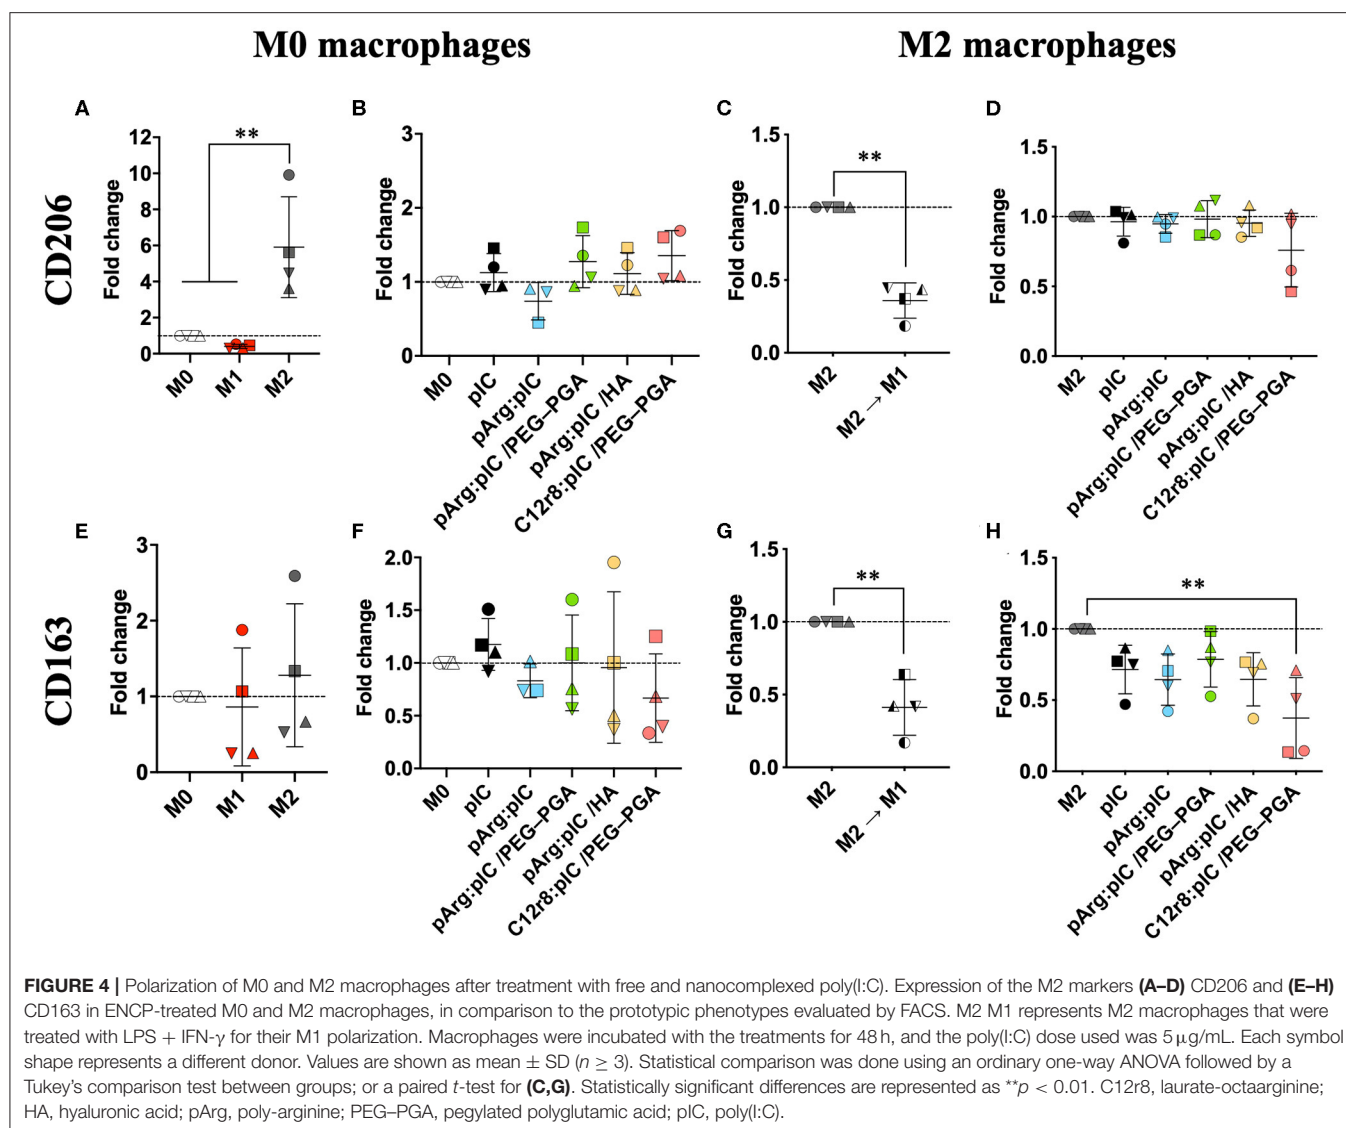 M0 macrophages
M2 macrophages
CD206
A
Fold change
12
10
8
6
4
2
0
**
M0
M1
M2
B
Fold change
3
2
1
0
M0
pIC
pArg:pIC
pArg:pIC /PEG–PGA
pArg:pIC /HA
C12r8:pIC /PEG–PGA
C
Fold change
1.5
1.0
0.5
0.0
**
M2
M2 → M1
D
Fold change
1.5
1.0
0.5
0.0
M2
pIC
pArg:pIC
pArg:pIC /PEG–PGA
pArg:pIC /HA
C12r8:pIC /PEG–PGA
CD163
E
Fold change
3
2
1
0
M0
M1
M2
F
Fold change
2.0
1.5
1.0
0.5
0.0
M0
pIC
pArg:pIC
pArg:pIC /PEG–PGA
pArg:pIC /HA
C12r8:pIC /PEG–PGA
G
Fold change
1.5
1.0
0.5
0.0
**
M2
M2 → M1
H
Fold change
1.5
1.0
0.5
0.0
**
M2
pIC
pArg:pIC
pArg:pIC /PEG–PGA
pArg:pIC /HA
C12r8:pIC /PEG–PGA
FIGURE 4 | Polarization of M0 and M2 macrophages after treatment with free and nanocomplexed poly(I:C). Expression of the M2 markers (A–D) CD206 and (E–H)
CD163 in ENCP-treated M0 and M2 macrophages, in comparison to the prototypic phenotypes evaluated by FACS. M2 M1 represents M2 macrophages that were
treated with LPS + IFN-γ for their M1 polarization. Macrophages were incubated with the treatments for 48 h, and the poly(I:C) dose used was 5 μg/mL. Each symbol
shape represents a different donor. Values are shown as mean ± SD (n ≥ 3). Statistical comparison was done using an ordinary one-way ANOVA followed by a
Tukey's comparison test between groups; or a paired t-test for (C,G). Statistically significant differences are represented as **p < 0.01. C12r8, laurate-octaarginine;
HA, hyaluronic acid; pArg, poly-arginine; PEG–PGA, pegylated polyglutamic acid; pIC, poly(I:C).